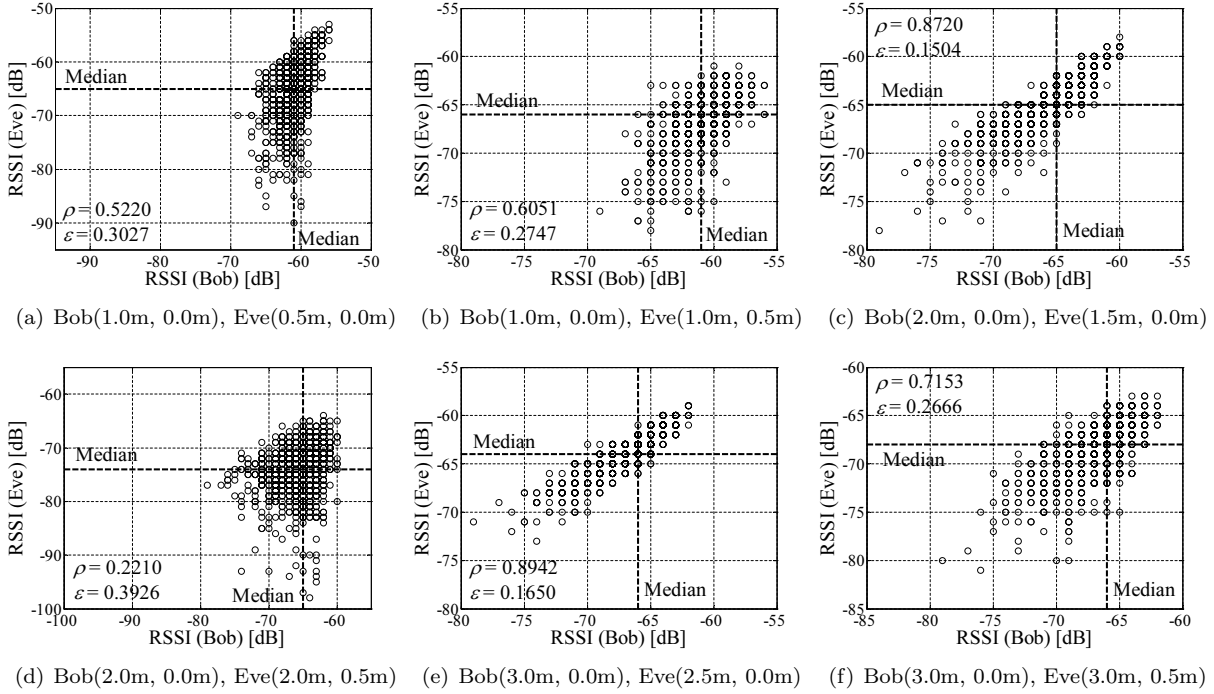 -50
-60
-70
-80
-90
RSSI (Eve) [dB]
Median
ρ = 0.5220
ε = 0.3027
Median
-90
-80
-70
-60
-50
RSSI (Bob) [dB]
(a) Bob(1.0m, 0.0m), Eve(0.5m, 0.0m)
-55
-60
-65
-70
-75
-80
RSSI (Eve) [dB]
Median
ρ = 0.6051
ε = 0.2747
Median
-80
-75
-70
-65
-60
-55
RSSI (Bob) [dB]
(b) Bob(1.0m, 0.0m), Eve(1.0m, 0.5m)
-55
-60
-65
-70
-75
-80
RSSI (Eve) [dB]
ρ = 0.8720
ε = 0.1504
Median
Median
-80
-75
-70
-65
-60
-55
RSSI (Bob) [dB]
(c) Bob(2.0m, 0.0m), Eve(1.5m, 0.0m)
-60
-70
-80
-90
-100
RSSI (Eve) [dB]
Median
ρ = 0.2210
ε = 0.3926
Median
-100
-90
-80
-70
-60
RSSI (Bob) [dB]
(d) Bob(2.0m, 0.0m), Eve(2.0m, 0.5m)
-55
-60
-65
-70
-75
-80
RSSI (Eve) [dB]
Median
ρ = 0.8942
ε = 0.1650
Median
-80
-75
-70
-65
-60
-55
RSSI (Bob) [dB]
(e) Bob(3.0m, 0.0m), Eve(2.5m, 0.0m)
-60
-65
-70
-75
-80
-85
RSSI (Eve) [dB]
ρ = 0.7153
ε = 0.2666
Median
Median
-85
-80
-75
-70
-65
-60
RSSI (Bob) [dB]
(f) Bob(3.0m, 0.0m), Eve(3.0m, 0.5m)